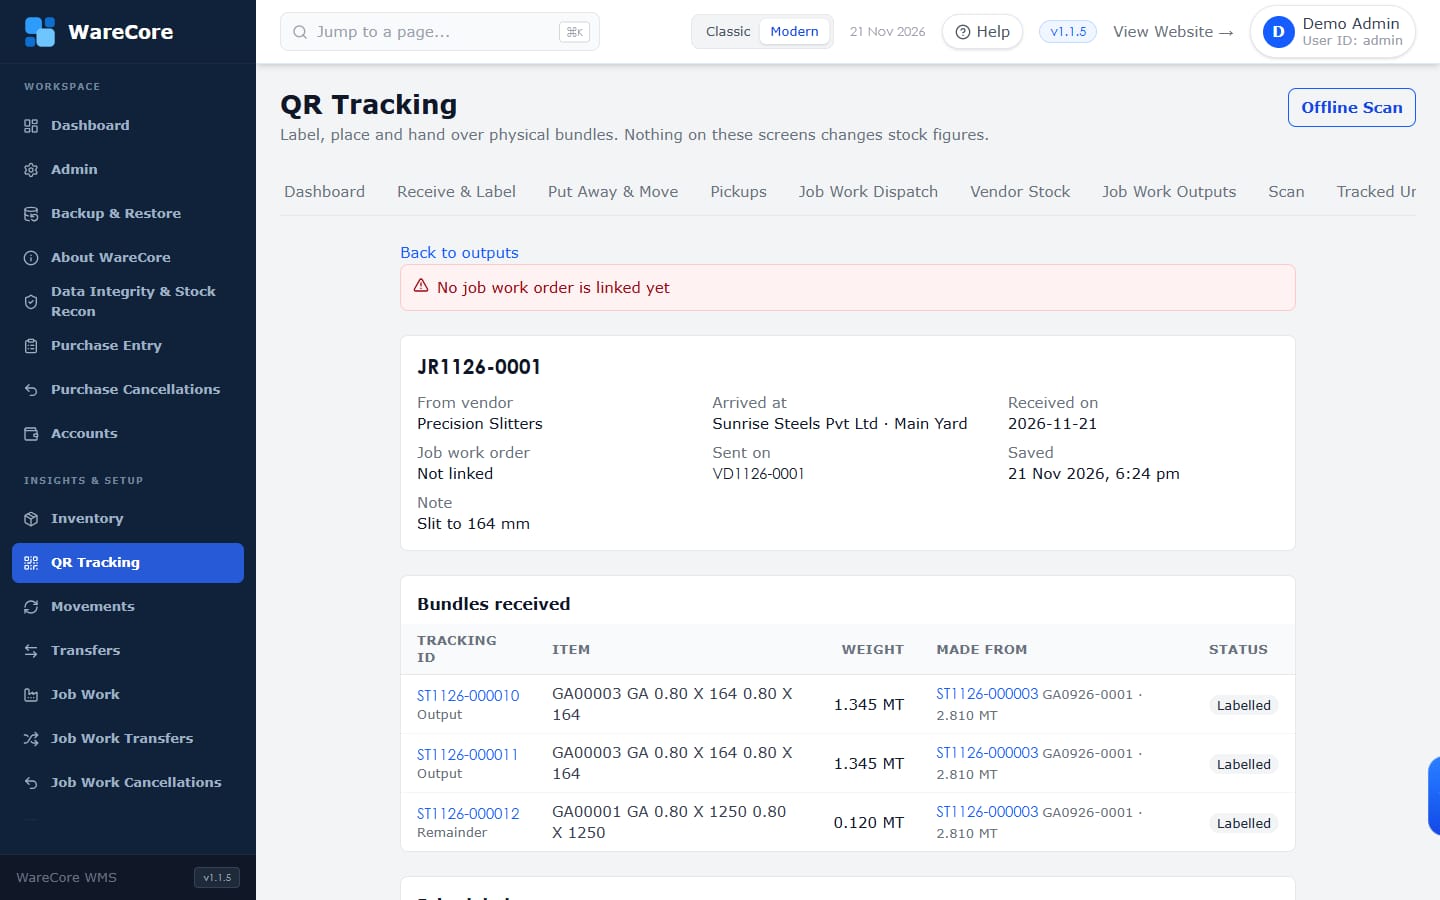 WareCore
Jump to a page...
⌘K
Classic
Modern
21 Nov 2026
Help
v1.1.5
View Website →
D
Demo Admin
User ID: admin
WORKSPACE
Dashboard
Admin
Backup & Restore
About WareCore
Data Integrity & Stock
Recon
Purchase Entry
Purchase Cancellations
Accounts
INSIGHTS & SETUP
Inventory
QR Tracking
Movements
Transfers
Job Work
Job Work Transfers
Job Work Cancellations
WareCore WMS
v1.1.5
QR Tracking
Label, place and hand over physical bundles. Nothing on these screens changes stock figures.
Offline Scan
Dashboard
Receive & Label
Put Away & Move
Pickups
Job Work Dispatch
Vendor Stock
Job Work Outputs
Scan
Tracked Ur
Back to outputs
No job work order is linked yet
JR1126-0001
From vendor
Precision Slitters
Arrived at
Sunrise Steels Pvt Ltd · Main Yard
Received on
2026-11-21
Job work order
Not linked
Sent on
VD1126-0001
Saved
21 Nov 2026, 6:24 pm
Note
Slit to 164 mm
Bundles received
TRACKING
ID
ITEM
WEIGHT
MADE FROM
STATUS
ST1126-000010
Output
GA00003 GA 0.80 X 164 0.80 X
164
1.345 MT
ST1126-000003 GA0926-0001 ·
2.810 MT
Labelled
ST1126-000011
Output
GA00003 GA 0.80 X 164 0.80 X
164
1.345 MT
ST1126-000003 GA0926-0001 ·
2.810 MT
Labelled
ST1126-000012
Remainder
GA00001 GA 0.80 X 1250 0.80
X 1250
0.120 MT
ST1126-000003 GA0926-0001 ·
2.810 MT
Labelled